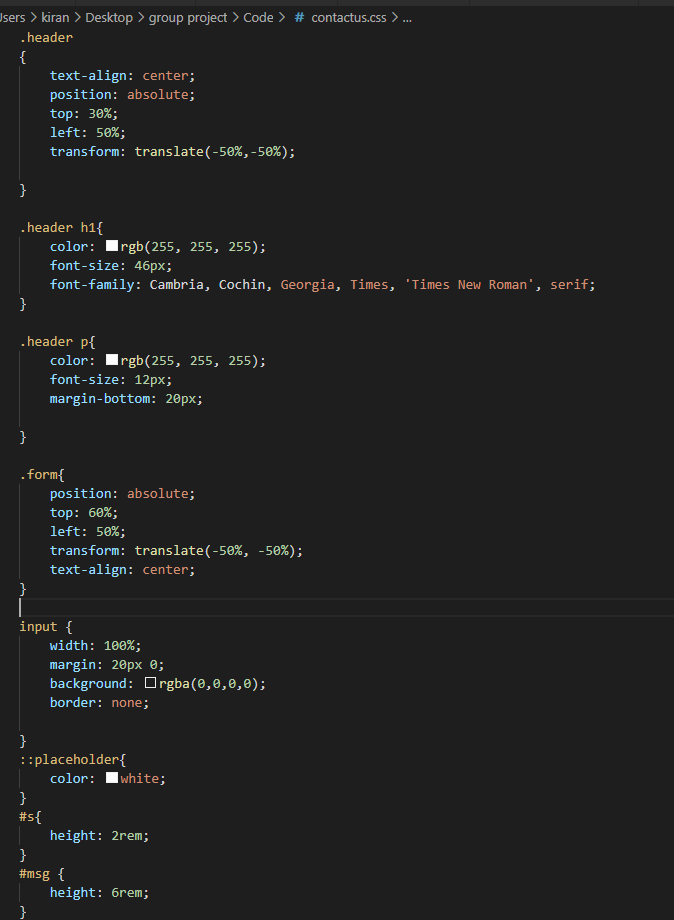 Users > kiran > Desktop > group project > Code > # contactus.css > ...
.header
{
    text-align: center;
    position: absolute;
    top: 30%;
    left: 50%;
    transform: translate(-50%,-50%);

}

.header h1{
    color: rgb(255, 255, 255);
    font-size: 46px;
    font-family: Cambria, Cochin, Georgia, Times, 'Times New Roman', serif;
}

.header p{
    color: rgb(255, 255, 255);
    font-size: 12px;
    margin-bottom: 20px;

}

.form{
    position: absolute;
    top: 60%;
    left: 50%;
    transform: translate(-50%, -50%);
    text-align: center;
}

input {
    width: 100%;
    margin: 20px 0;
    background: rgba(0,0,0,0);
    border: none;

}
::placeholder{
    color: white;
}
#s{
    height: 2rem;
}
#msg {
    height: 6rem;
}